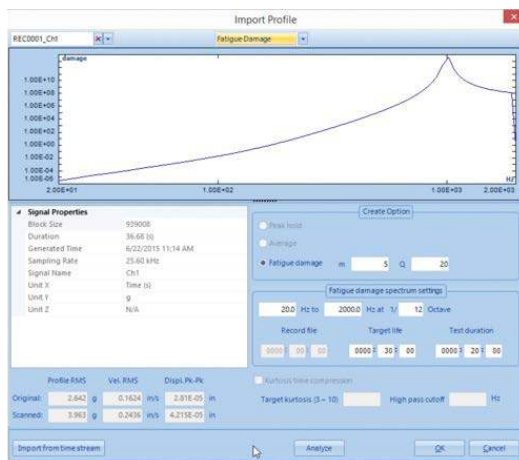 Import Profile
REC0001_CH1
Fatigue Damage
damage
1.00E+10
1.00E+08
1.00E+06
1.00E+04
1.00E+02
1.00E+00
1.00E-02
1.00E-04
1.00E-06
2.00E+01
1.00E+02
1.00E+03
2.00E+03
Hz
Signal Properties
Block Size 939008
Duration 36.68 (s)
Generated Time 6/22/2015 11:14 AM
Sampling Rate 25.60 kHz
Signal Name Ch1
Unit X Time (s)
Unit Y g
Unit Z N/A
Create Option
Peak hold
Average
Fatigue damage m 5 Q 20
Fatigue damage spectrum settings
20.0 Hz to 2000.0 Hz at 1/ 12 Octave
Record file Target life Test duration
0000 : 00 : 00 0000 : 30 : 00 0000 : 20 : 00
Profile RMS Vel. RMS Displ. Pk-Pk
Original: 2.642 g 0.1624 in/s 2.81E-05 in
Scanned: 3.963 g 0.2436 in/s 4.215E-05 in
Kurtosis time compression
Target kurtosis (3 ~ 10) High pass cutoff Hz
Import from time stream Analyze OK Cancel